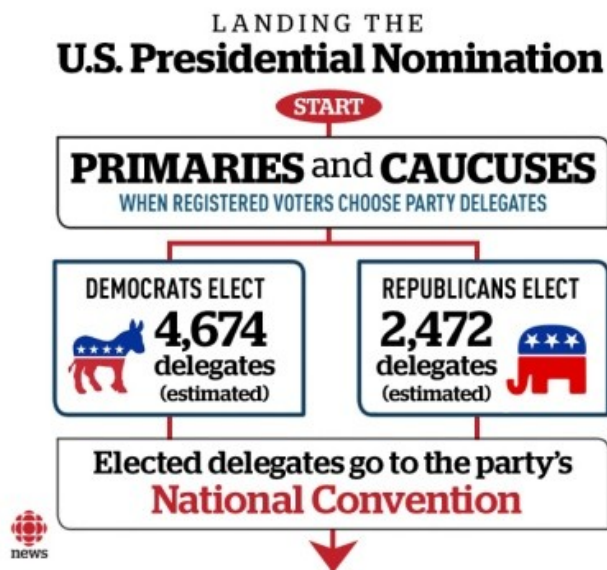 LANDING THE
U.S. Presidential Nomination
START
PRIMARIES and CAUCUSES
WHEN REGISTERED VOTERS CHOOSE PARTY DELEGATES
DEMOCRATS ELECT
4,674
delegates
(estimated)
REPUBLICANS ELECT
2,472
delegates
(estimated)
Elected delegates go to the party's
National Convention
news